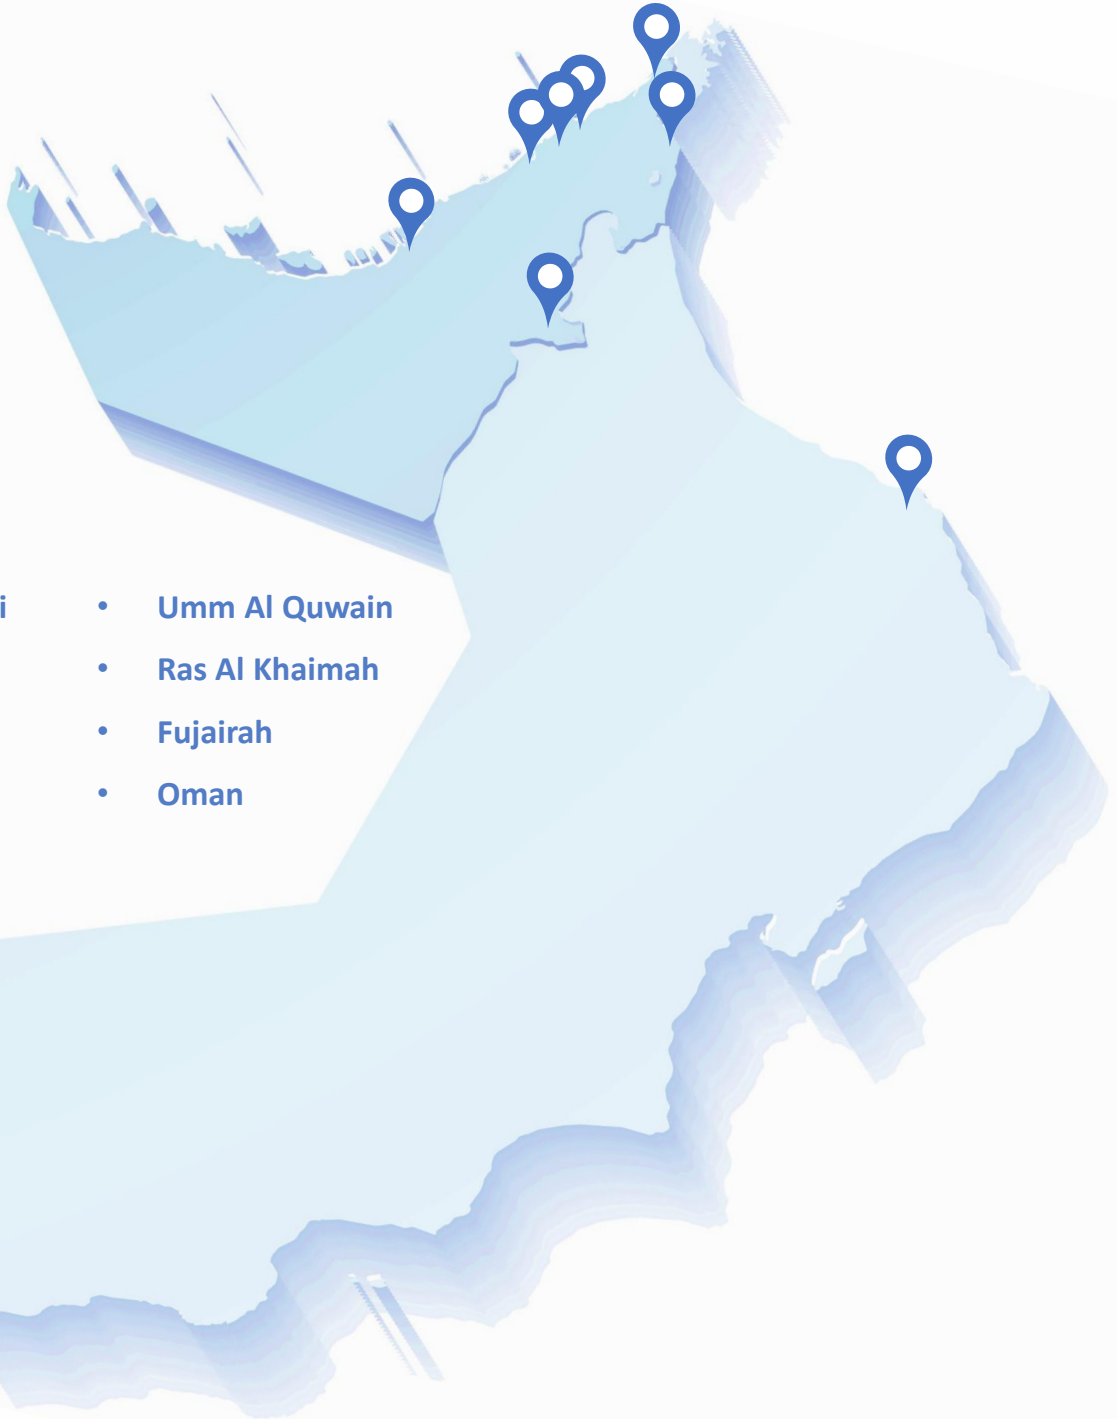 i
• Umm Al Quwain
• Ras Al Khaimah
• Fujairah
• Oman